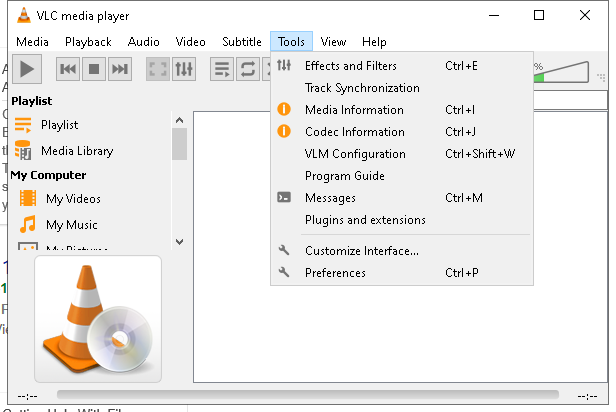 VLC media player
Media Playback Audio Video Subtitle Tools View Help
Effects and Filters Ctrl+E
Track Synchronization
Media Information Ctrl+I
Codec Information Ctrl+J
VLM Configuration Ctrl+Shift+W
Program Guide
Messages Ctrl+M
Plugins and extensions
Customize Interface...
Preferences Ctrl+P
%
Playlist
Playlist
Media Library
My Computer
My Videos
My Music
My Pictures
--:-- --:--